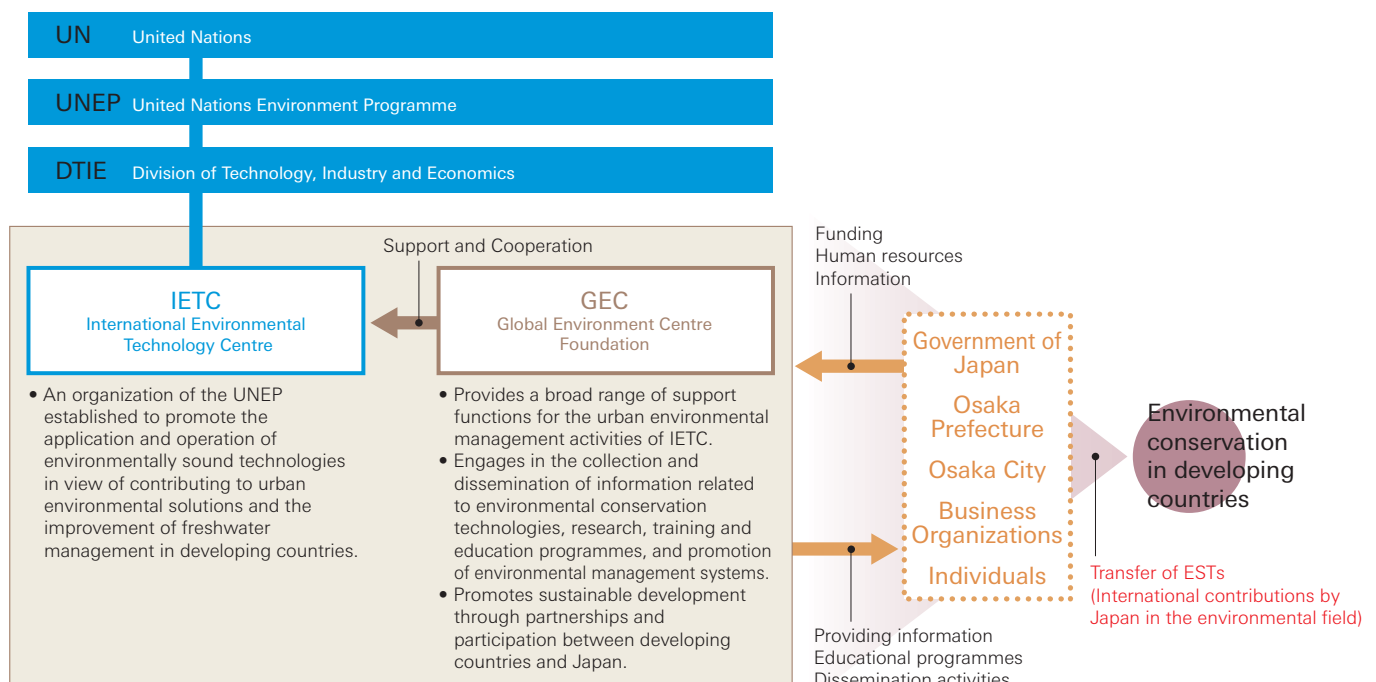 UN United Nations
UNEP United Nations Environment Programme
DTIE Division of Technology, Industry and Economics
Support and Cooperation
IETC
International Environmental
Technology Centre
GEC
Global Environment Centre
Foundation
• An organization of the UNEP
established to promote the
application and operation of
environmentally sound technologies
in view of contributing to urban
environmental solutions and the
improvement of freshwater
management in developing countries.
• Provides a broad range of support
functions for the urban environmental
management activities of IETC.
• Engages in the collection and
dissemination of information related
to environmental conservation
technologies, research, training and
education programmes, and promotion
of environmental management systems.
• Promotes sustainable development
through partnerships and
participation between developing
countries and Japan.
Funding
Human resources
Information
Government of
Japan
Osaka
Prefecture
Osaka City
Business
Organizations
Individuals
Providing information
Educational programmes
Dissemination activities
Environmental
conservation
in developing
countries
Transfer of ESTs
(International contributions by
Japan in the environmental field)